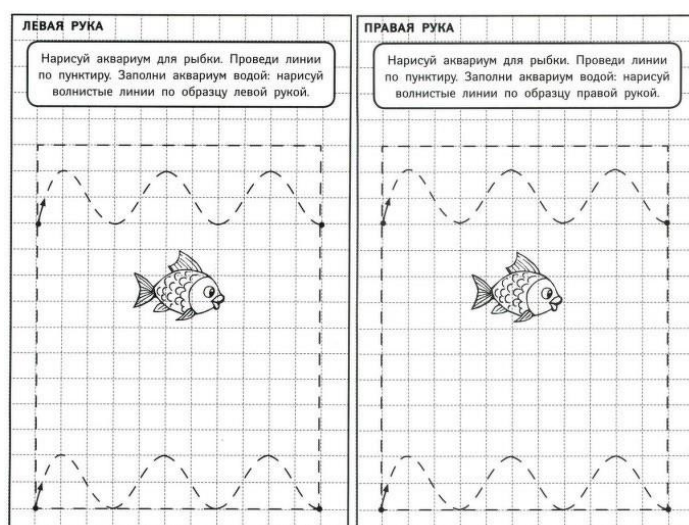 ЛЕВАЯ РУКА
Нарисуй аквариум для рыбки. Проведи линии
по пунктиру. Заполни аквариум водой: нарисуй
волнистые линии по образцу левой рукой.
ПРАВАЯ РУКА
Нарисуй аквариум для рыбки. Проведи линии
по пунктиру. Заполни аквариум водой: нарисуй
волнистые линии по образцу правой рукой.